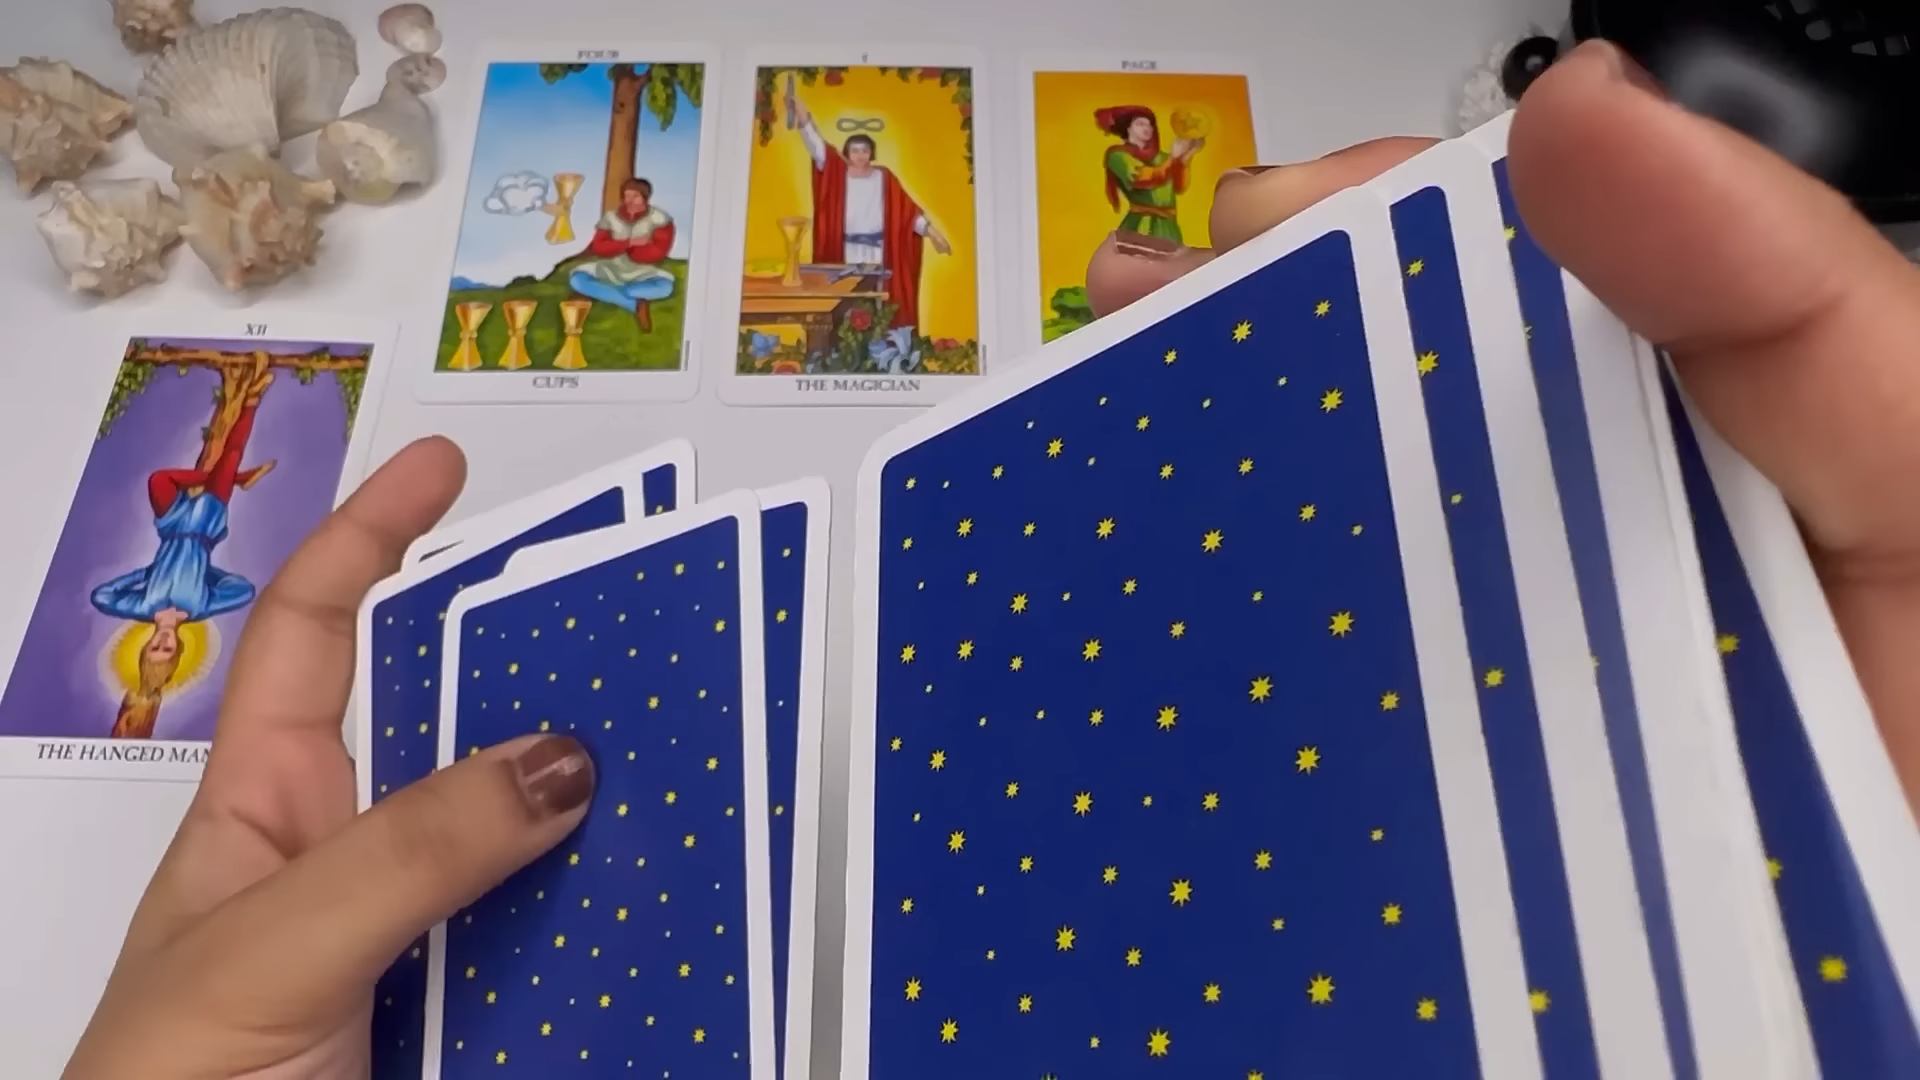 FOUR
CUPS
I
THE MAGICIAN
PAGE
XII
THE HANGED MAN